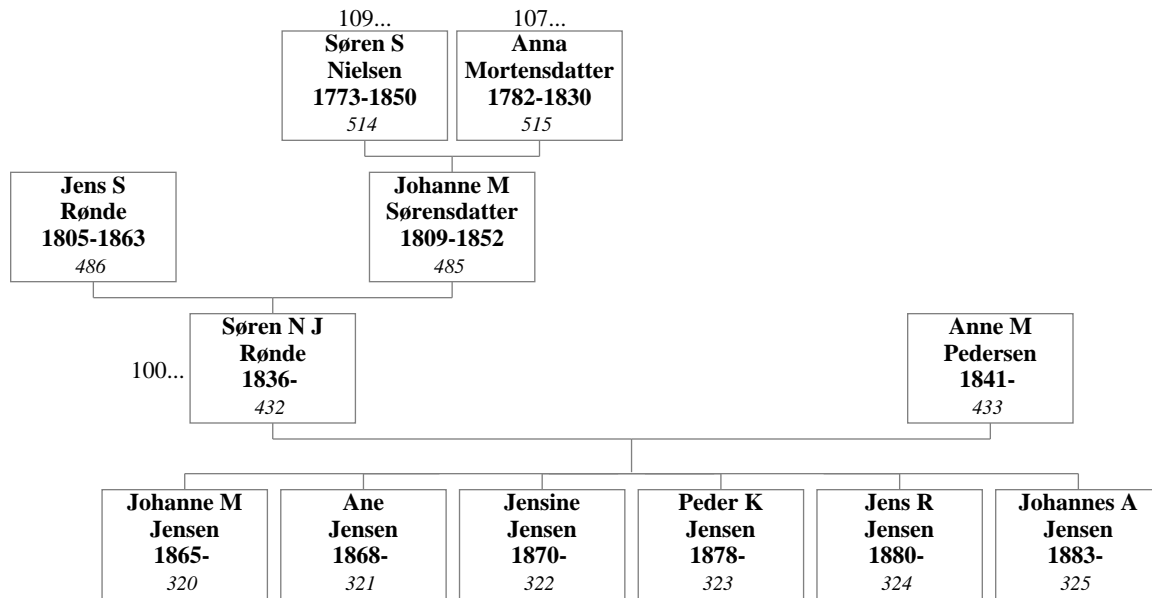 109...
107...
Søren S
Nielsen
1773-1850
514
Anna
Mortensdatter
1782-1830
515
Jens S
Rønde
1805-1863
486
Johanne M
Sørensdatter
1809-1852
485
100...
Søren N J
Rønde
1836-
432
Anne M
Pedersen
1841-
433
Johanne M
Jensen
1865-
320
Ane
Jensen
1868-
321
Jensine
Jensen
1870-
322
Peder K
Jensen
1878-
323
Jens R
Jensen
1880-
324
Johannes A
Jensen
1883-
325